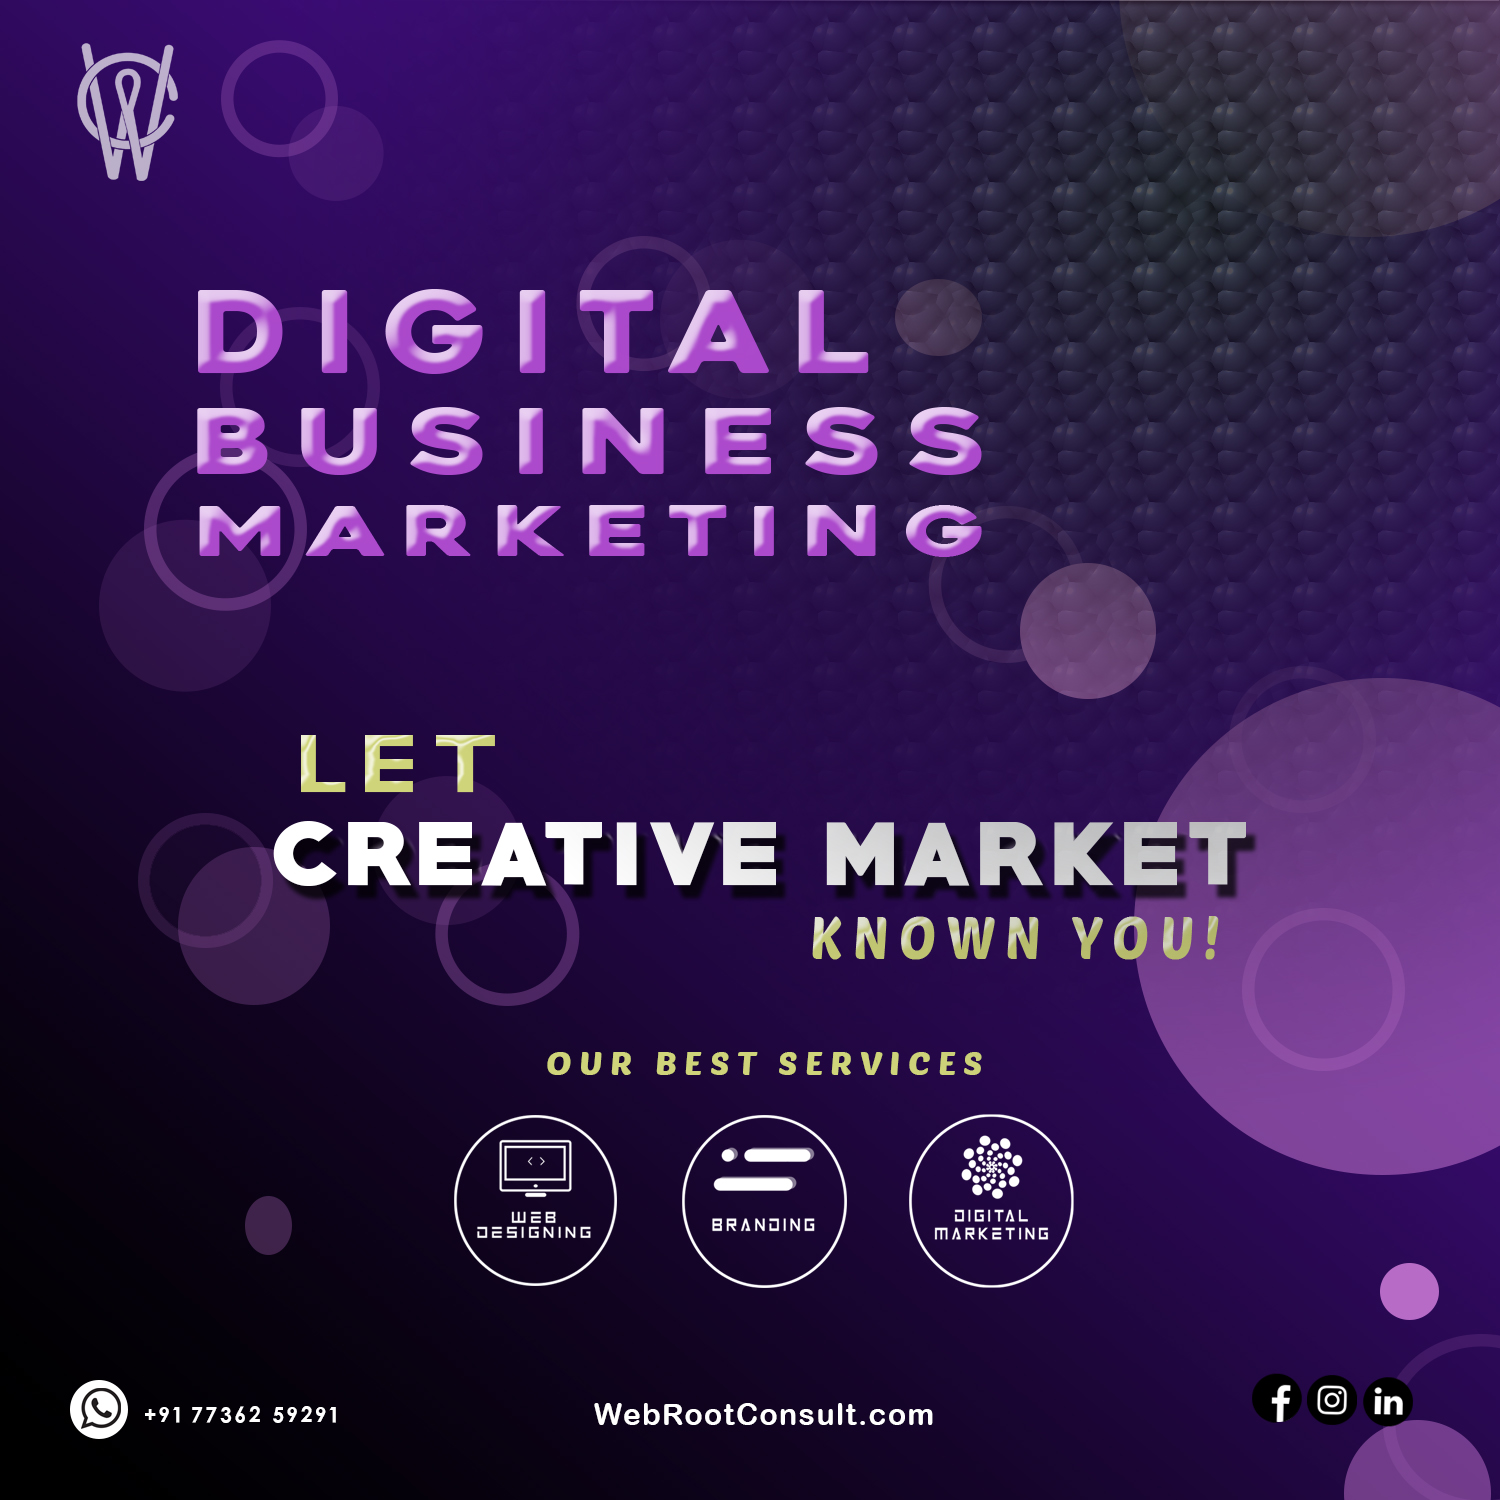 DIGITAL
BUSINESS
MARKETING
LET
CREATIVE MARKET
KNOWN YOU!
OUR BEST SERVICES
WEB
DESIGNING
BRANDING
DIGITAL
MARKETING
+91 77362 59291
WebRootConsult.com